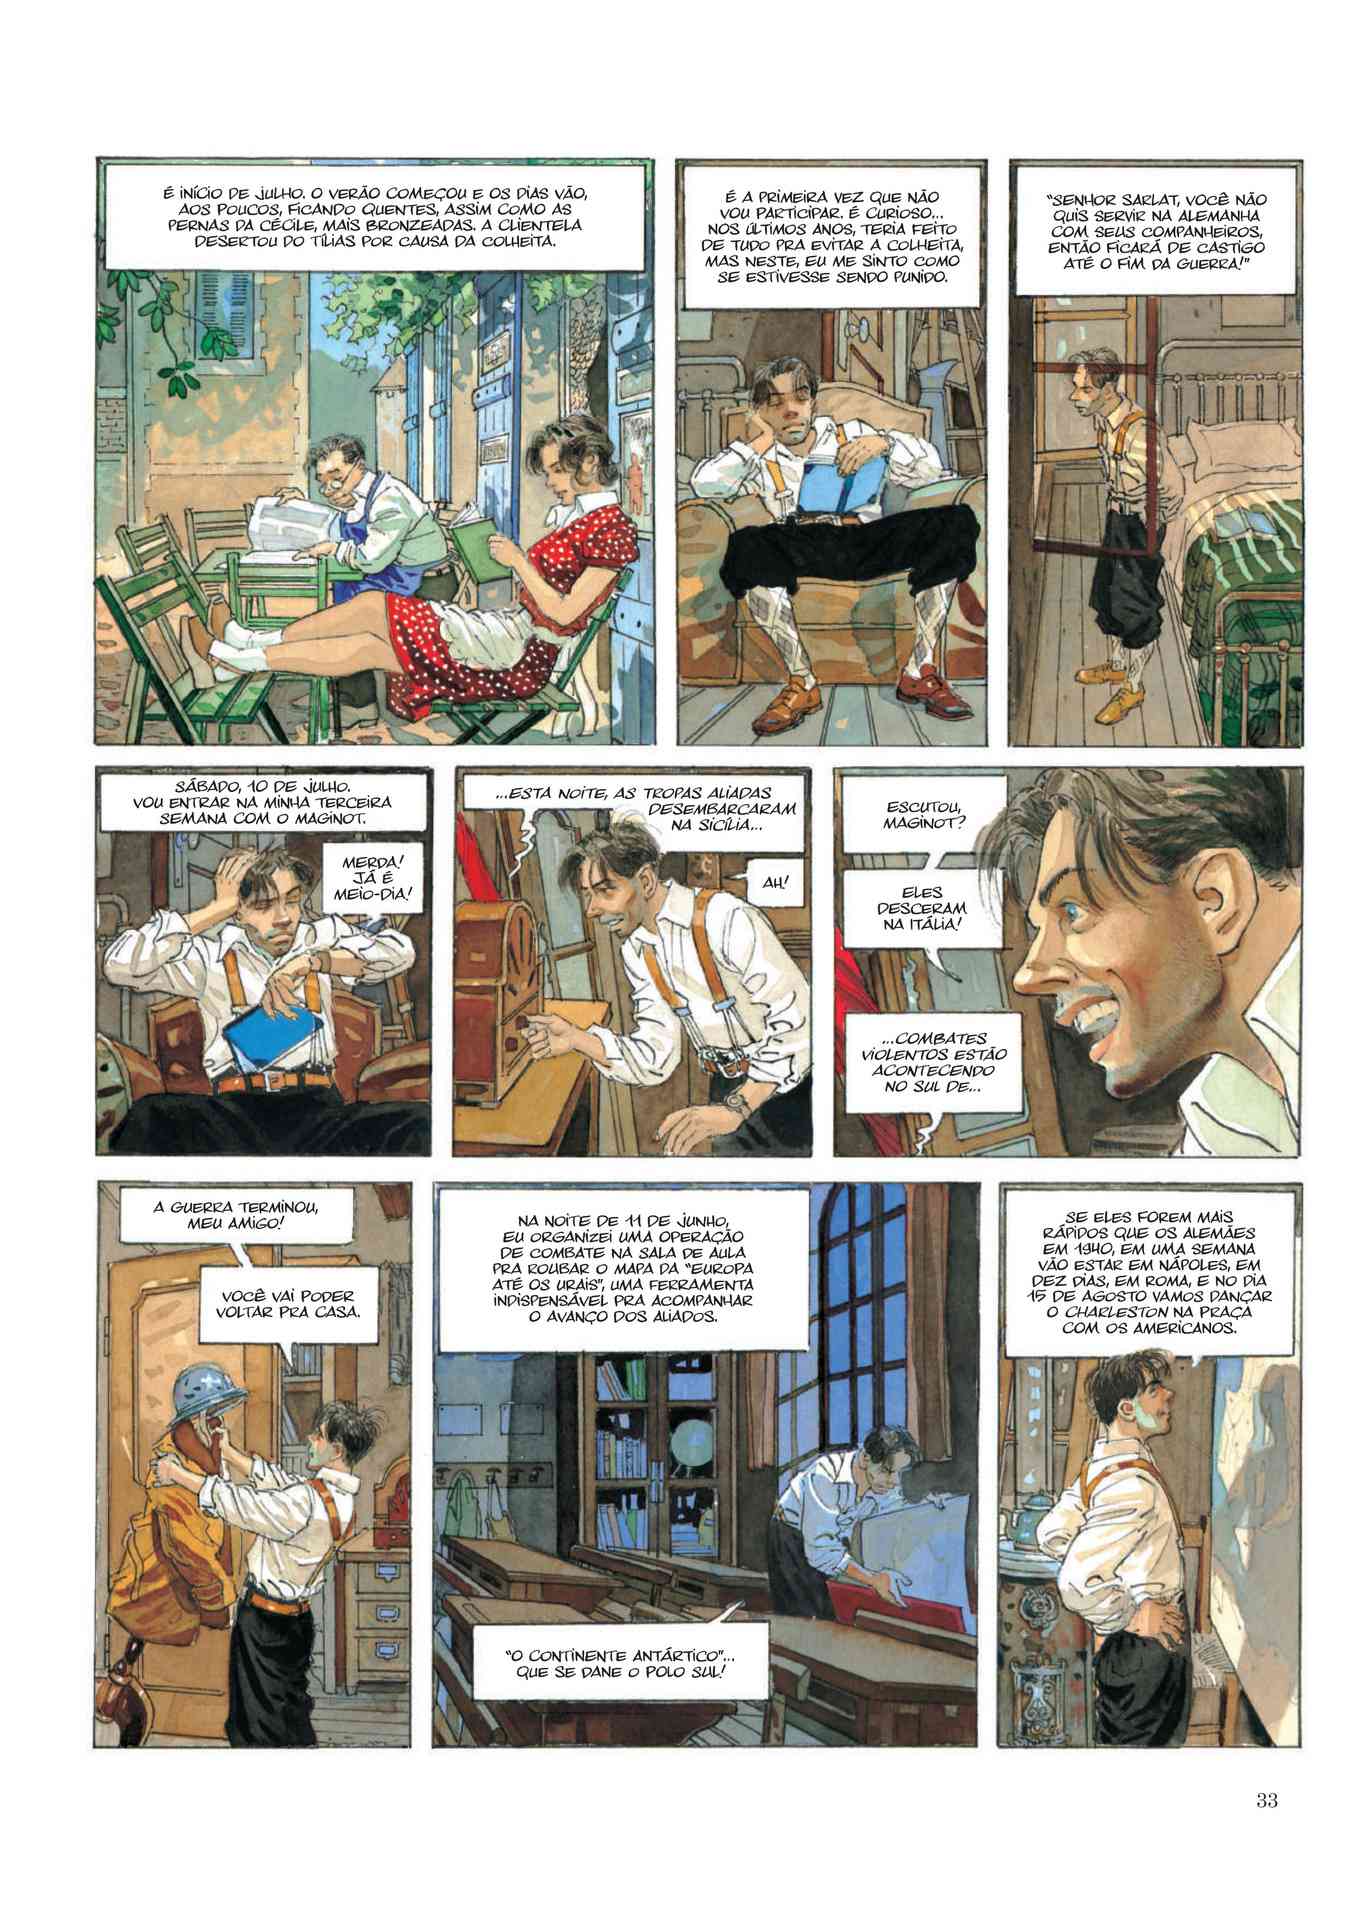 É INÍCIO DE JULHO. O VERÃO COMEÇOU E OS DIAS VÃO,
AOS POUCOS, FICANDO QUENTES, ASSIM COMO AS
PERNAS DA CÉCILE, MAIS BRONZEADAS. A CLIENTELA
DESERTOU DO TÍLIAS POR CAUSA DA COLHEITA.
É A PRIMEIRA VEZ QUE NÃO
VOU PARTICIPAR. É CURIOSO...
NOS ÚLTIMOS ANOS, TERIA FEITO
DE TUDO PRA EVITAR A COLHEITA,
MAS NESTE, EU ME SINTO COMO
SE ESTIVESSE SENDO PUNIDO.
"SENHOR SARLAT, VOCÊ NÃO
QUIS SERVIR NA ALEMANHA
COM SEUS COMPANHEIROS,
ENTÃO FICARÁ DE CASTIGO
ATÉ O FIM DA GUERRA!"
SÁBADO, 10 DE JULHO.
VOU ENTRAR NA MINHA TERCEIRA
SEMANA COM O MAGINOT.
MERDA!
JÁ É
MEIO-DIA!
...ESTA NOITE, AS TROPAS ALIADAS
DESEMBARCARAM
NA SICÍLIA...
AH!
ESCUTOU,
MAGINOT?
ELES
DESCERAM
NA ITÁLIA!
...COMBATES
VIOLENTOS ESTÃO
ACONTECENDO
NO SUL DE...
A GUERRA TERMINOU,
MEU AMIGO!
VOCÊ VAI PODER
VOLTAR PRA CASA.
NA NOITE DE 11 DE JUNHO,
EU ORGANIZEI UMA OPERAÇÃO
DE COMBATE NA SALA DE AULA
PRA ROUBAR O MAPA DA "EUROPA
ATÉ OS URAIS", UMA FERRAMENTA
INDISPENSÁVEL PRA ACOMPANHAR
O AVANÇO DOS ALIADOS.
"O CONTINENTE ANTÁRTICO"...
QUE SE DANE O POLO SUL!
SE ELES FOREM MAIS
RÁPIDOS QUE OS ALEMÃES
EM 1940, EM UMA SEMANA
VÃO ESTAR EM NÁPOLES, EM
DEZ DIAS, EM ROMA, E NO DIA
15 DE AGOSTO VAMOS DANÇAR
O CHARLESTON NA PRAÇA
COM OS AMERICANOS.
33